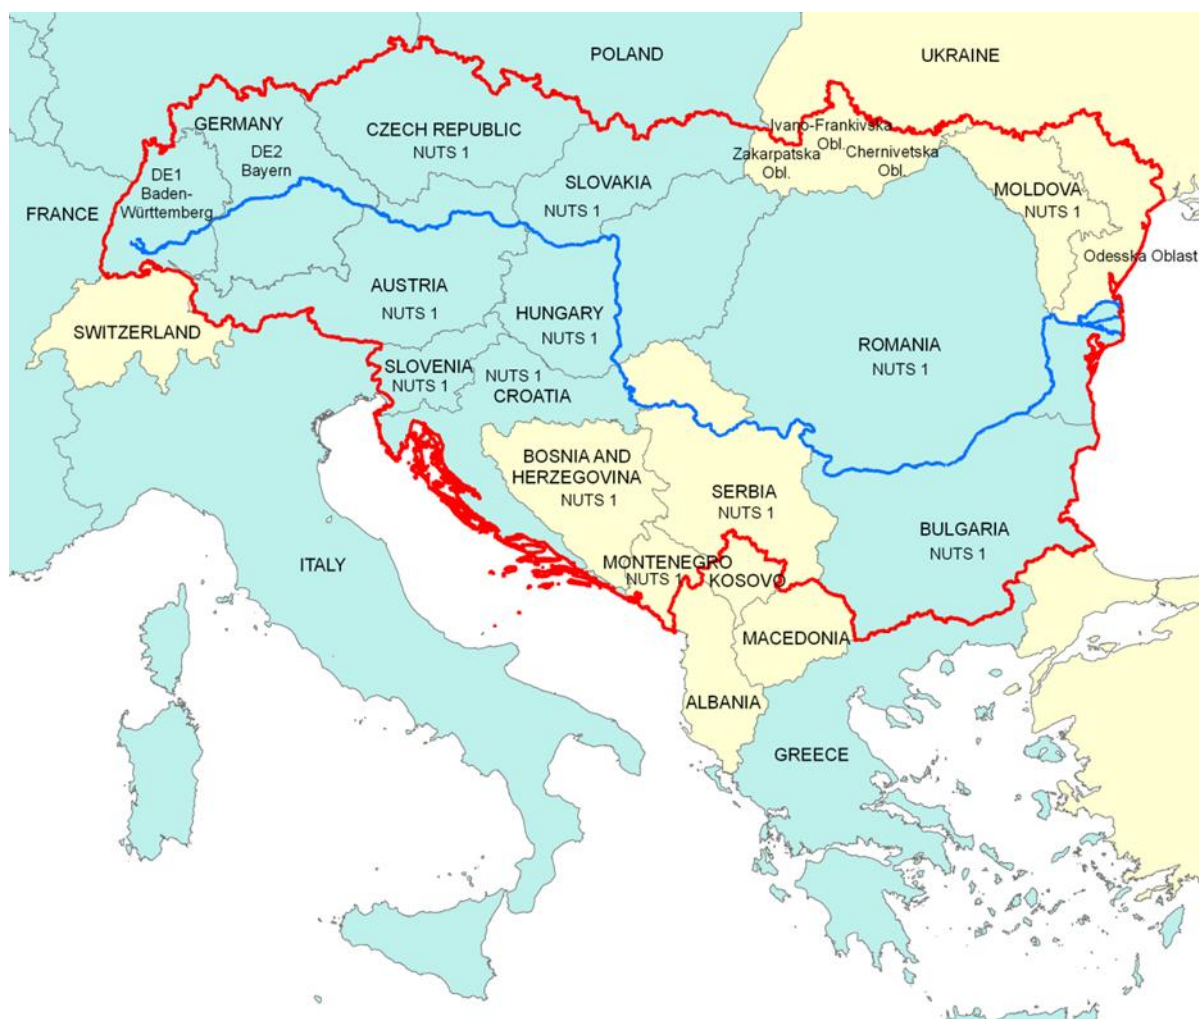 POLAND
UKRAINE
GERMANY
CZECH REPUBLIC
NUTS 1
Ivano-Frankivska
Obl.
Zakarpatska
Obl.
Chernivetska
Obl.
DE2
Bayern
DE1
Baden-
Württemberg
SLOVAKIA
NUTS 1
MOLDOVA
NUTS 1
FRANCE
Odesska Oblast
AUSTRIA
NUTS 1
HUNGARY
NUTS 1
SWITZERLAND
ROMANIA
NUTS 1
SLOVENIA
NUTS 1
NUTS 1
CROATIA
BOSNIA AND
HERZEGOVINA
NUTS 1
SERBIA
NUTS 1
BULGARIA
NUTS 1
ITALY
MONTENEGRO
NUTS 1
KOSOVO
MACEDONIA
ALBANIA
GREECE